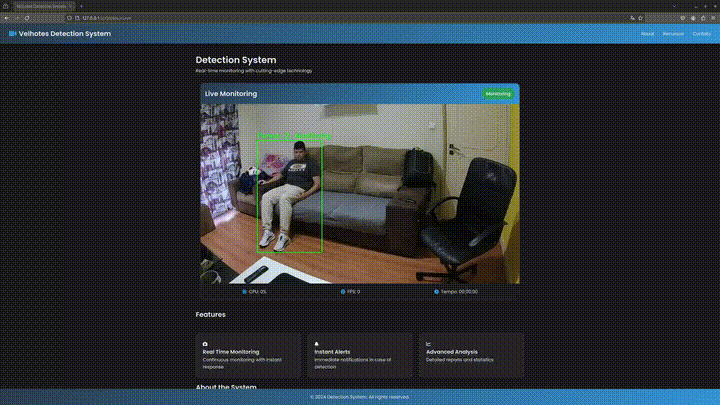 Velhotes Detection System
127.0.0.1
Velhotes Detection System
About
Recursos
Contato
Detection System
Real-time monitoring with cutting-edge technology
Live Monitoring
Monitoring
CPU: 0%
FPS: 0
Tempo: 00:00:00
Features
Real Time Monitoring
Continuous monitoring with instant
response
Instant Alerts
Immediate notifications in case of
detection
Advanced Analysis
Detailed reports and statistics
About the System
© 2024 Detection System. All rights reserved.